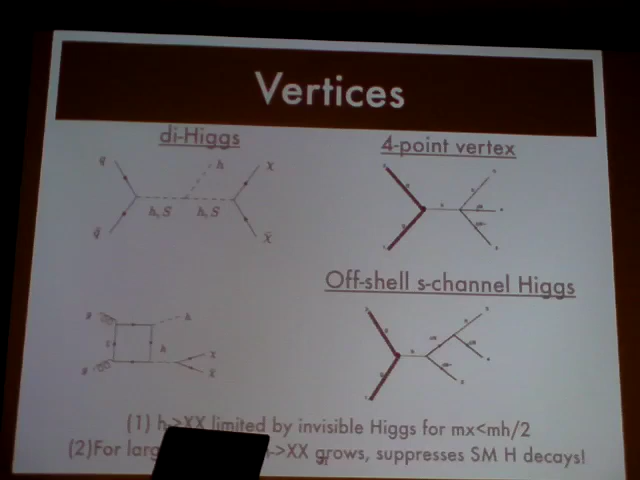 Vertices
di-Higgs
4-point vertex
q
h
χ
h, S
h, S
q̄
χ̄
Off-shell s-channel Higgs
g
h
h
χ
g
χ̄
(1) h->XX limited by invisible Higgs for mx<mh/2
(2)For larg ->XX grows, suppresses SM H decays!